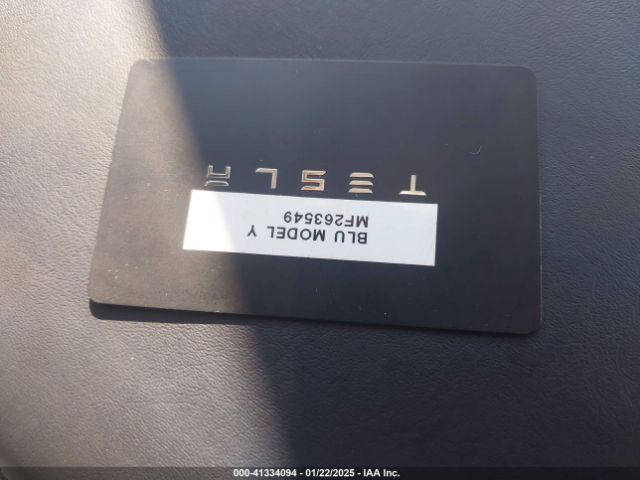 TESLA
BLU MODEL Y
MF263549
000-41334094 - 01/22/2025 - IAA Inc.